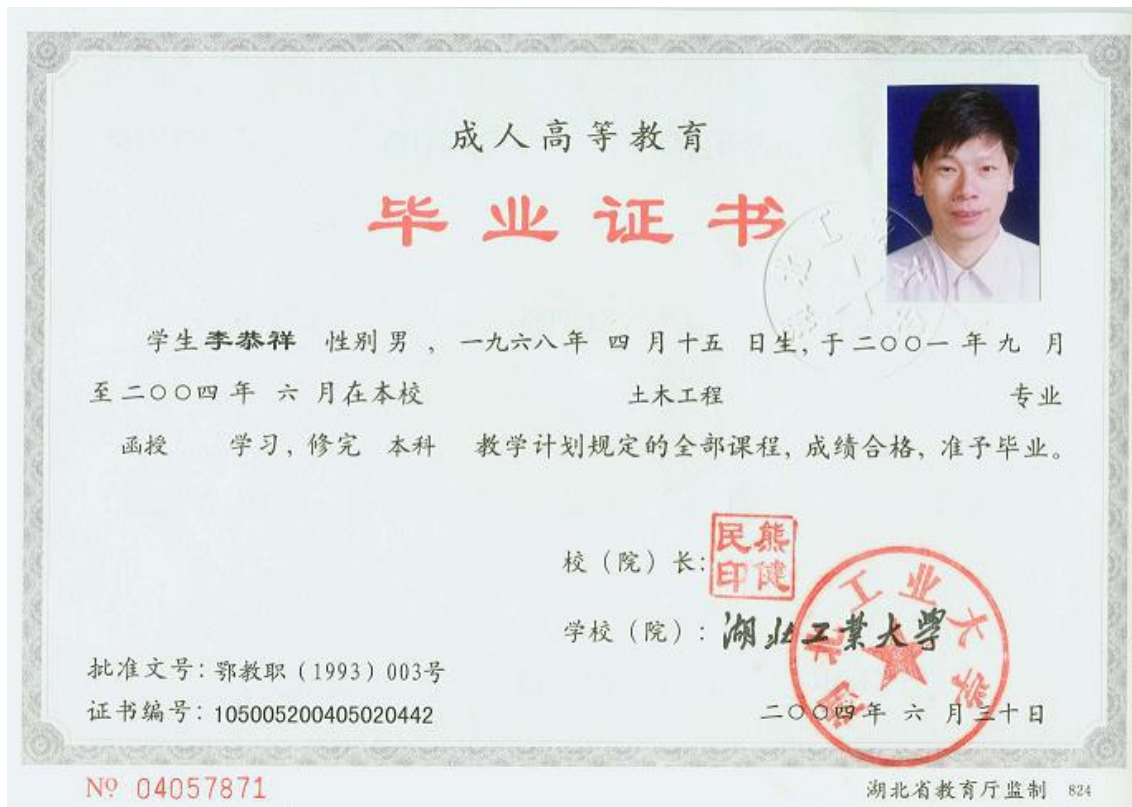 成人高等教育
毕业证书
学生李恭祥 性别 男 ，一九六八年 四 月十五 日生，于二〇〇一 年九 月
至二〇〇四 年 六 月在本校 土木工程 专业
函授 学习，修完 本科 教学计划规定的全部课程，成绩合格，准予毕业。
校（院）长：
熊健民印
学校（院）：湖北工業大學
湖北工业大学
批准文号：鄂教职（1993）003号
证书编号：105005200405020442
二〇〇四年 六 月三十日
№ 04057871
湖北省教育厅监制 824